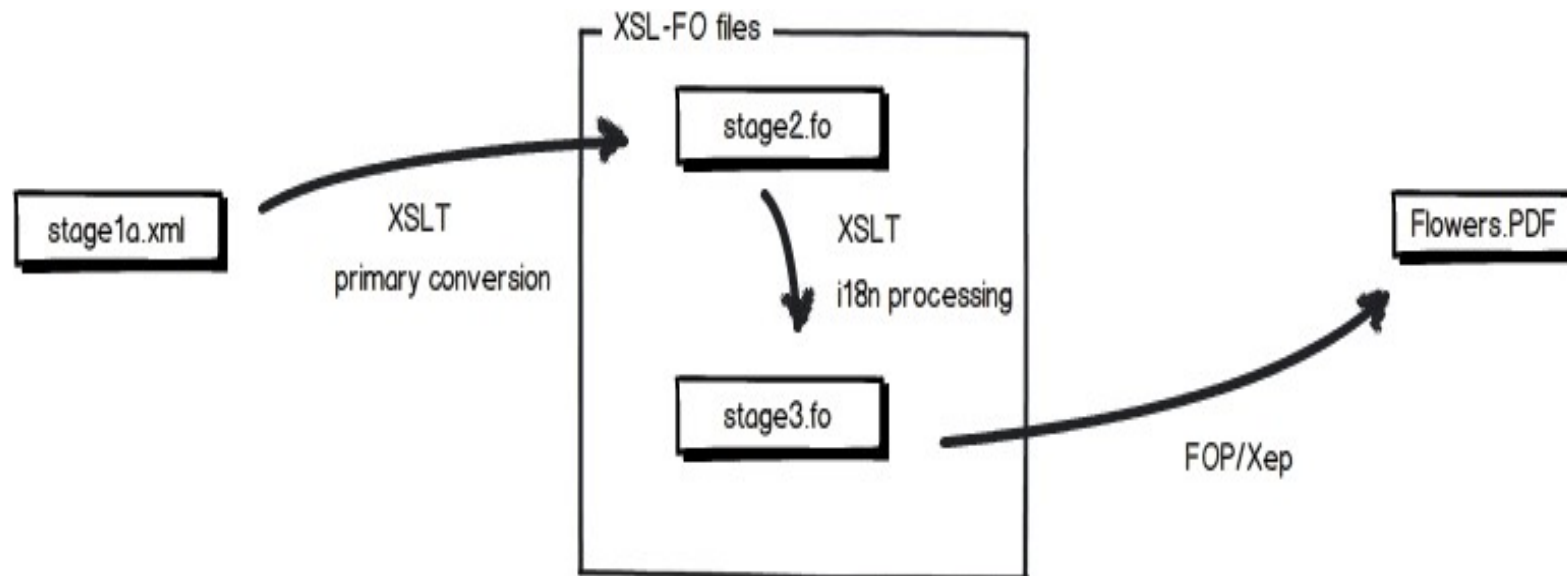 XSL-FO files
stage2.fo
stage1a.xml
XSLT
primary conversion
XSLT
i18n processing
stage3.fo
FOP/Xep
Flowers.PDF